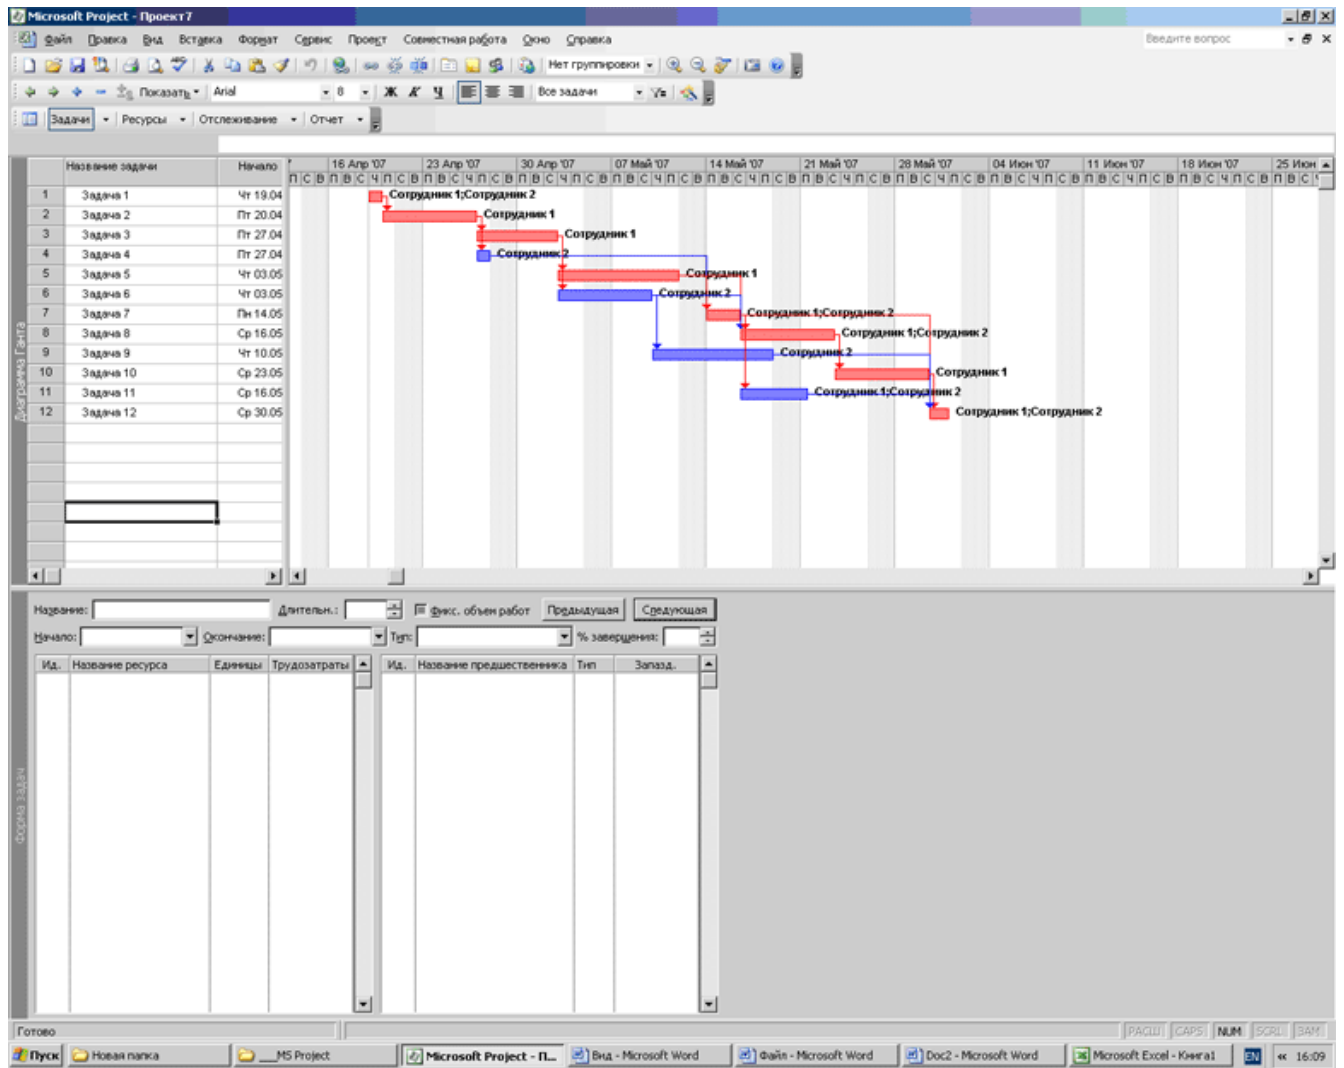 Microsoft Project - Проект7
Файл Правка Вид Вставка Формат Сервис Проект Совместная работа Окно Справка Введите вопрос
Нет группировки
Показать Arial 8 Ж К Ч Все задачи
Задачи Ресурсы Отслеживание Отчет
Название задачи Начало 16 Апр '07 23 Апр '07 30 Апр '07 07 Май '07 14 Май '07 21 Май '07 28 Май '07 04 Июн '07 11 Июн '07 18 Июн '07 25 Июн
П С В П В С Ч П С В П В С Ч П С В П В С Ч П С В П В С Ч П С В П В С Ч П С В П В С Ч П С В П В С Ч П С В П В С Ч П С В П В С Ч П С В П В С Ч П С В П В С Ч
1 Задача 1 Чт 19.04 Сотрудник 1;Сотрудник 2
2 Задача 2 Пт 20.04 Сотрудник 1
3 Задача 3 Пт 27.04 Сотрудник 1
4 Задача 4 Пт 27.04 Сотрудник 2
5 Задача 5 Чт 03.05 Сотрудник 1
6 Задача 6 Чт 03.05 Сотрудник 2
7 Задача 7 Пн 14.05 Сотрудник 1;Сотрудник 2
8 Задача 8 Ср 16.05 Сотрудник 1;Сотрудник 2
9 Задача 9 Чт 10.05 Сотрудник 2
10 Задача 10 Ср 23.05 Сотрудник 1
11 Задача 11 Ср 16.05 Сотрудник 1;Сотрудник 2
12 Задача 12 Ср 30.05 Сотрудник 1;Сотрудник 2
Диаграмма Ганта
Название: Длительн.: Фикс. объем работ Предыдущая Следующая
Начало: Окончание: Тип: % завершения:
Ид. Название ресурса Единицы Трудозатраты Ид. Название предшественника Тип Запазд.
Форма задач
Готово РАСШ CAPS NUM SCRL ЗАМ
Пуск Новая папка ___MS Project Microsoft Project - П... Вид - Microsoft Word Файл - Microsoft Word Doc2 - Microsoft Word Microsoft Excel - Книга1 EN « 16:09